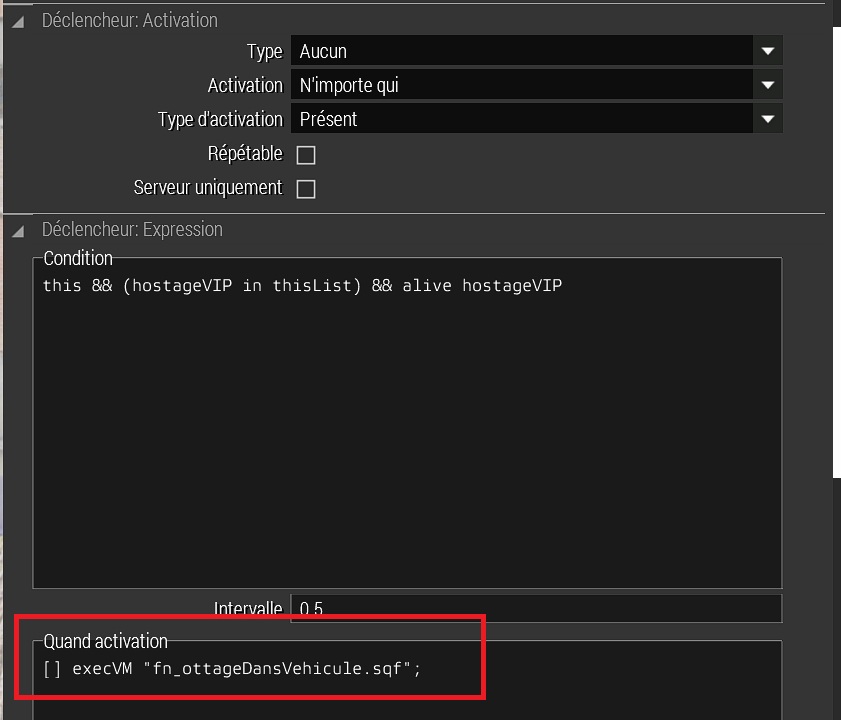 Déclencheur: Activation
Type Aucun
Activation N'importe qui
Type d'activation Présent
Répétable
Serveur uniquement
Déclencheur: Expression
Condition
this && (hostageVIP in thisList) && alive hostageVIP
Intervalle 0.5
Quand activation
[] execVM "fn_ottageDansVehicule.sqf";